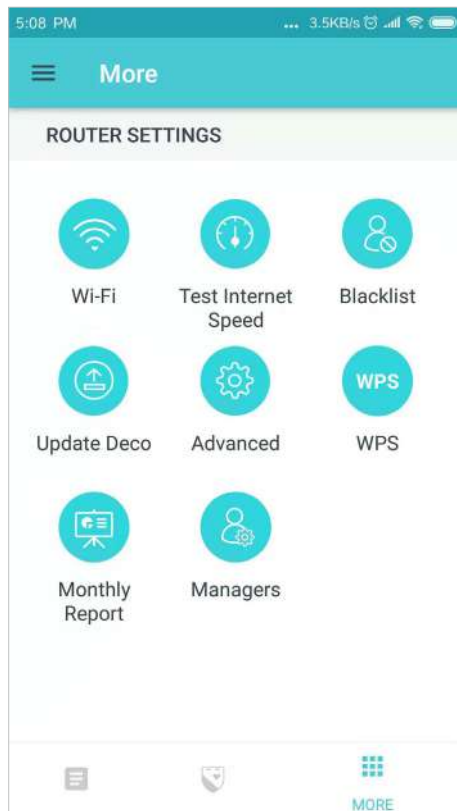 5:08 PM ... 3.5KB/s
More
ROUTER SETTINGS
Wi-Fi
Test Internet
Speed
Blacklist
Update Deco
Advanced
WPS
WPS
Monthly
Report
Managers
MORE